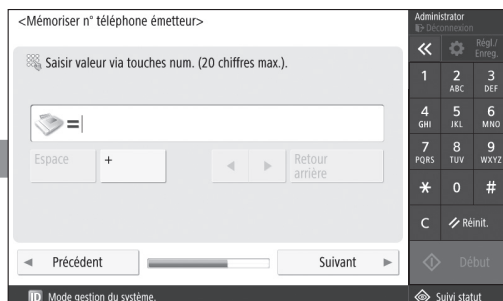 <Mémoriser n° téléphone émetteur>
Saisir valeur via touches num. (20 chiffres max.).
=
Espace
+
◄
►
Retour
arrière
◄ Précédent
Suivant ►
ID Mode gestion du système.
Administrator
Déconnexion
Régl./
Enreg.
1 2 3
ABC DEF
4 5 6
GHI JKL MNO
7 8 9
PQRS TUV WXYZ
* 0 #
C Réinit.
Début
Suivi statut